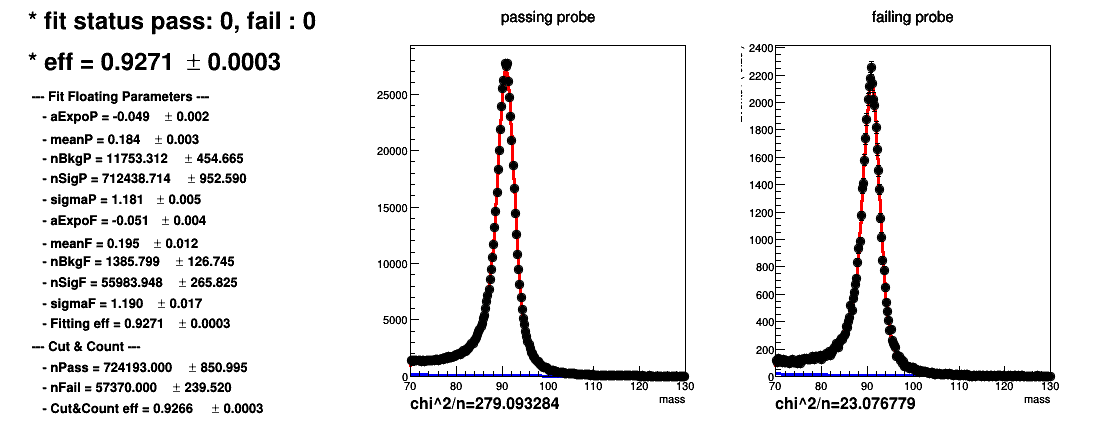 * fit status pass: 0, fail : 0
* eff = 0.9271 ± 0.0003
--- Fit Floating Parameters ---
- aExpoP = -0.049 ± 0.002
- meanP = 0.184 ± 0.003
- nBkgP = 11753.312 ± 454.665
- nSigP = 712438.714 ± 952.590
- sigmaP = 1.181 ± 0.005
- aExpoF = -0.051 ± 0.004
- meanF = 0.195 ± 0.012
- nBkgF = 1385.799 ± 126.745
- nSigF = 55983.948 ± 265.825
- sigmaF = 1.190 ± 0.017
- Fitting eff = 0.9271 ± 0.0003
--- Cut & Count ---
- nPass = 724193.000 ± 850.995
- nFail = 57370.000 ± 239.520
- Cut&Count eff = 0.9266 ± 0.0003
passing probe
25000
20000
15000
10000
5000
0
70 80 90 100 110 120 130
mass
chi^2/n=279.093284
failing probe
2400
2200
2000
1800
1600
1400
1200
1000
800
600
400
200
0
70 80 90 100 110 120 130
mass
chi^2/n=23.076779